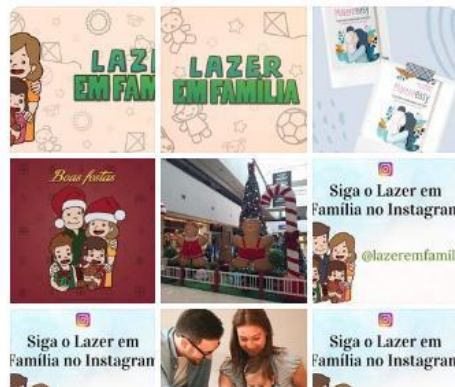 LAZER
EM FAM
LAZER
EM FAMÍLIA
Boas festas
Siga o Lazer em
Família no Instagram
@lazeremfamil
Siga o Lazer em
Família no Instagram
Siga o Lazer em
Família no Instagram